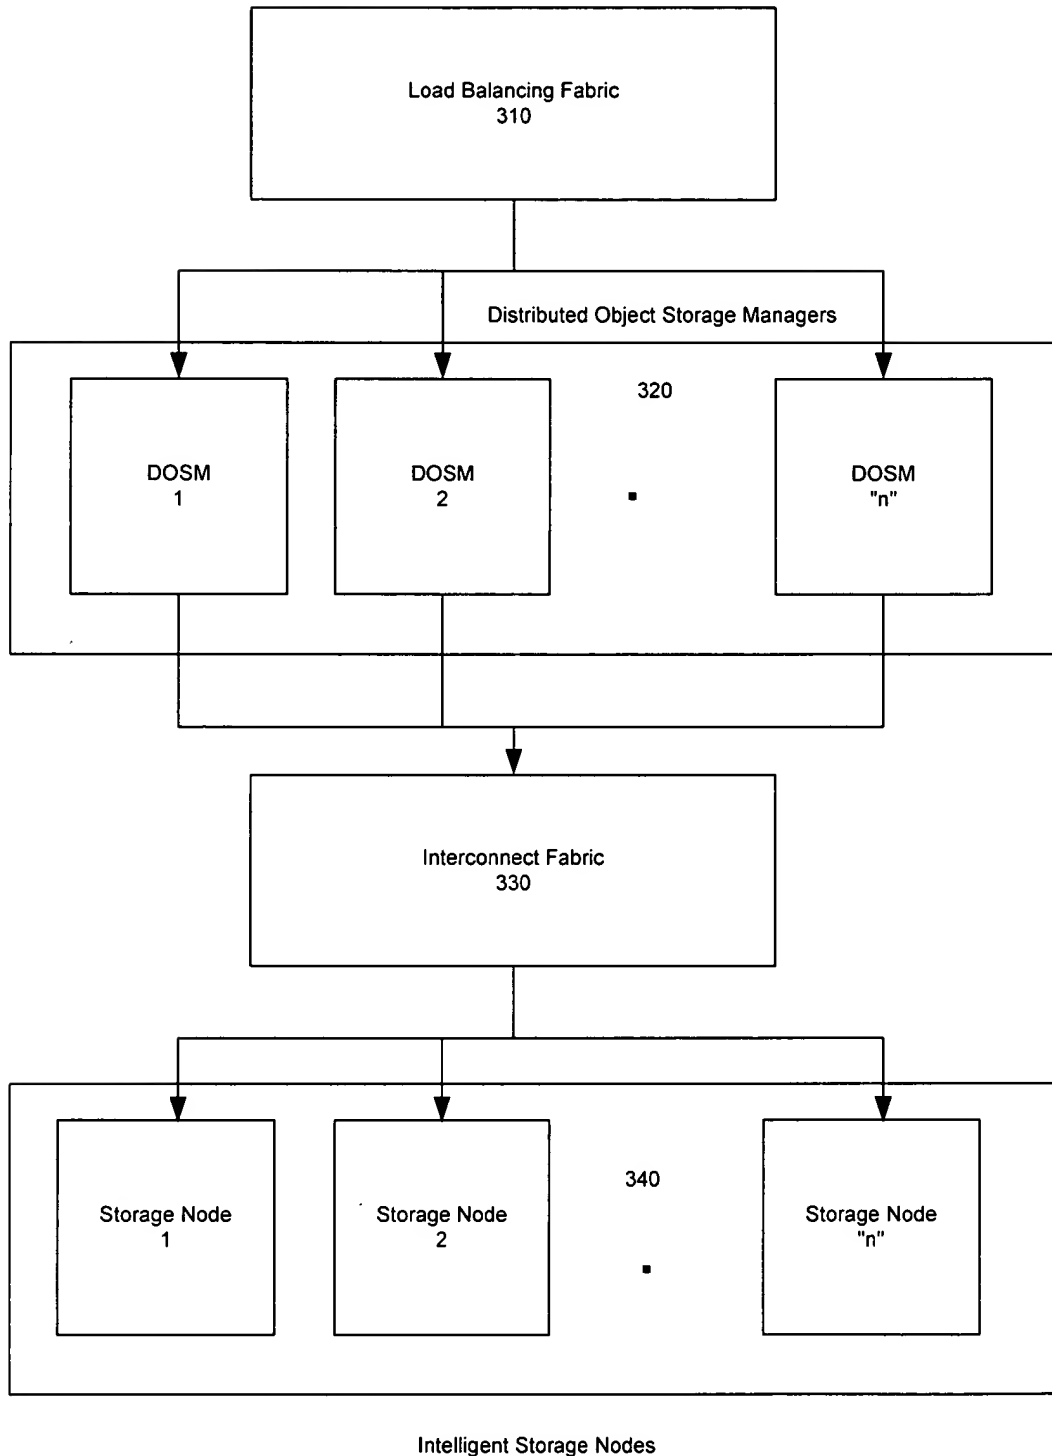 Load Balancing Fabric
310
Distributed Object Storage Managers
320
DOSM
1
DOSM
2
DOSM
"n"
Interconnect Fabric
330
340
Storage Node
1
Storage Node
2
Storage Node
"n"
Intelligent Storage Nodes